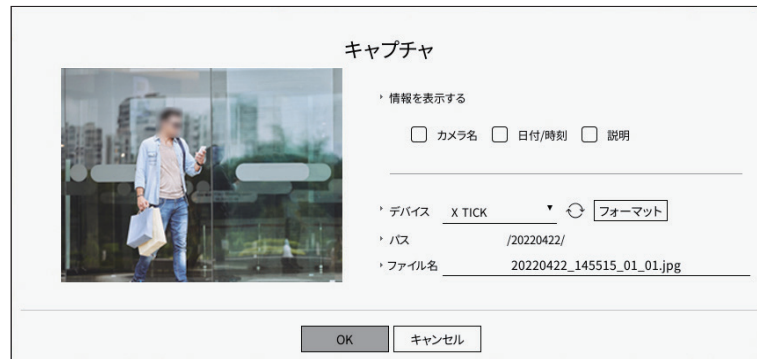 キャプチャ
情報を表示する
カメラ名 日付/時刻 説明
デバイス X TICK フォーマット
パス /20220422/
ファイル名 20220422_145515_01_01.jpg
OK キャンセル